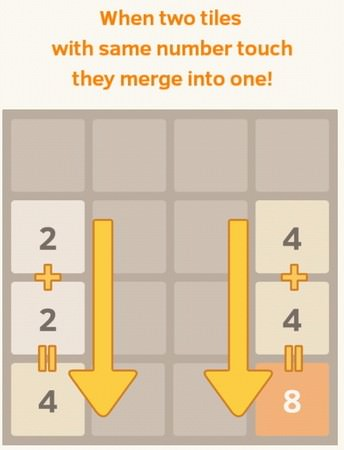 When two tiles
with same number touch
they merge into one!
2 4
+ +
2 4
= =
4 8